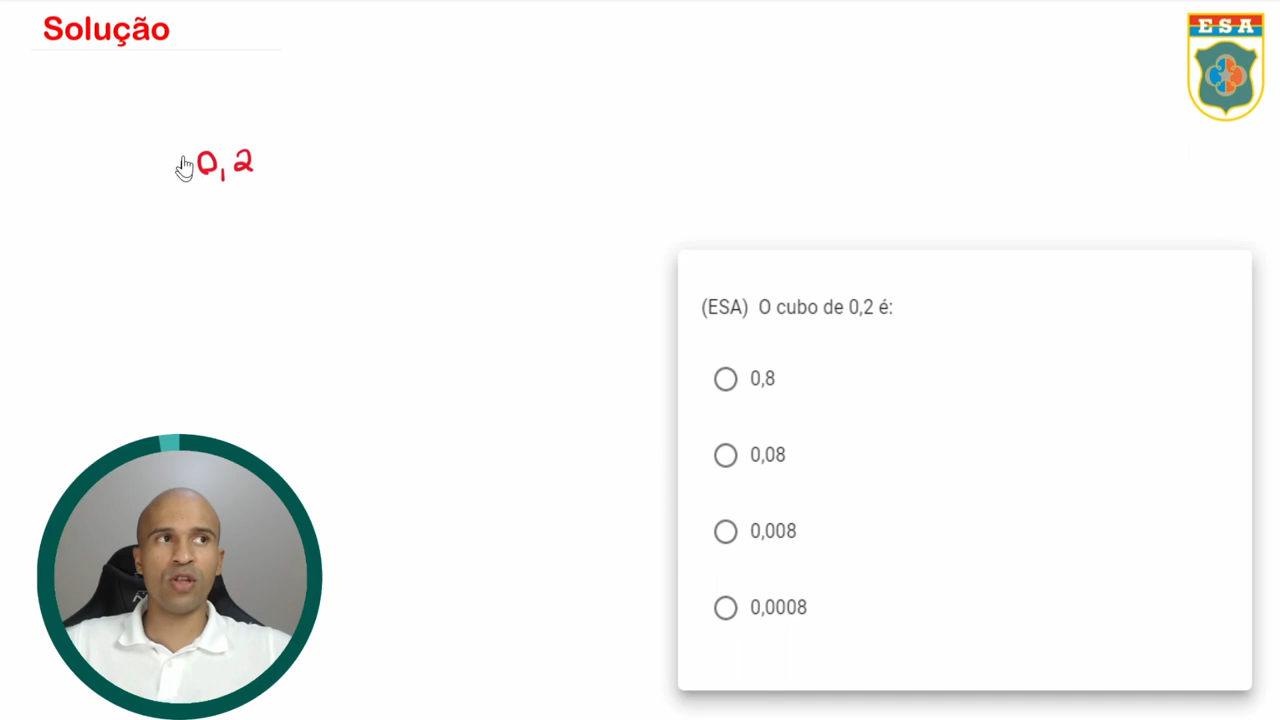 Solução
ESA
0,2
(ESA) O cubo de 0,2 é:
0,8
0,08
0,008
0,0008